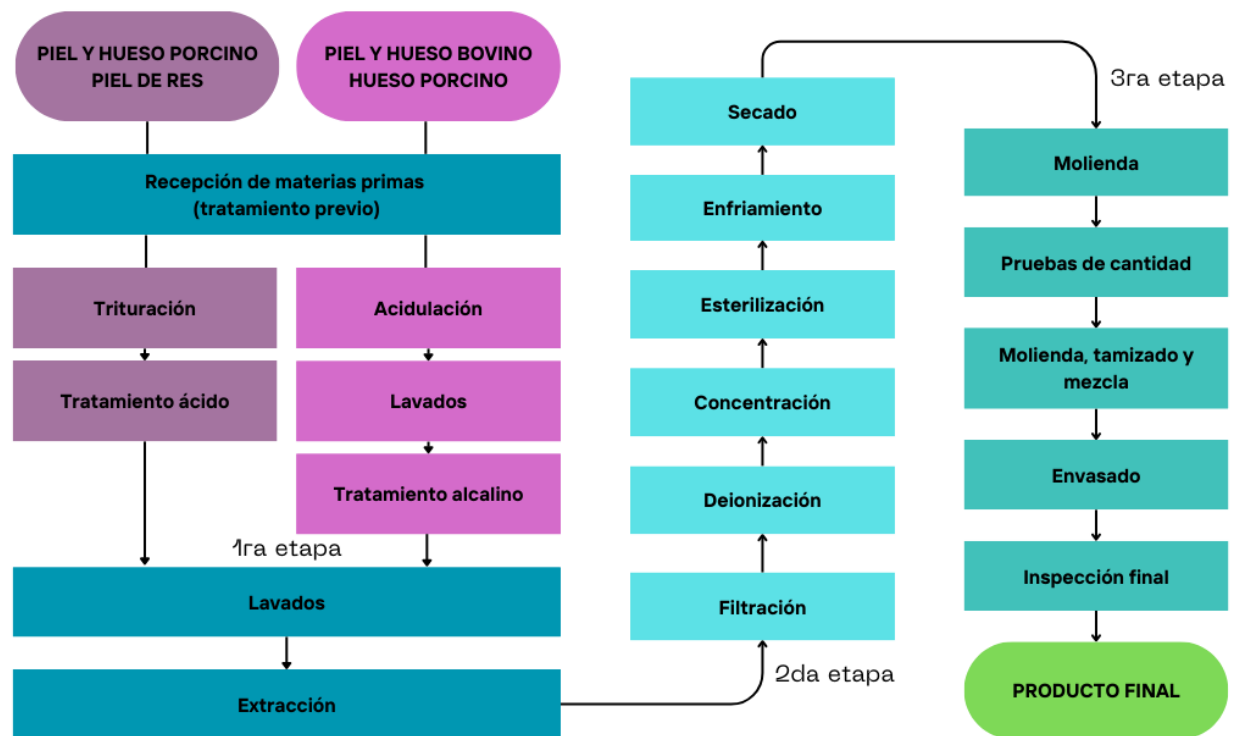 PIEL Y HUESO PORCINO
PIEL DE RES
PIEL Y HUESO BOVINO
HUESO PORCINO
Recepción de materias primas
(tratamiento previo)
Trituración
Tratamiento ácido
Acidulación
Lavados
Tratamiento alcalino
1ra etapa
Lavados
Extracción
2da etapa
Filtración
Deionización
Concentración
Esterilización
Enfriamiento
Secado
3ra etapa
Molienda
Pruebas de cantidad
Molienda, tamizado y
mezcla
Envasado
Inspección final
PRODUCTO FINAL